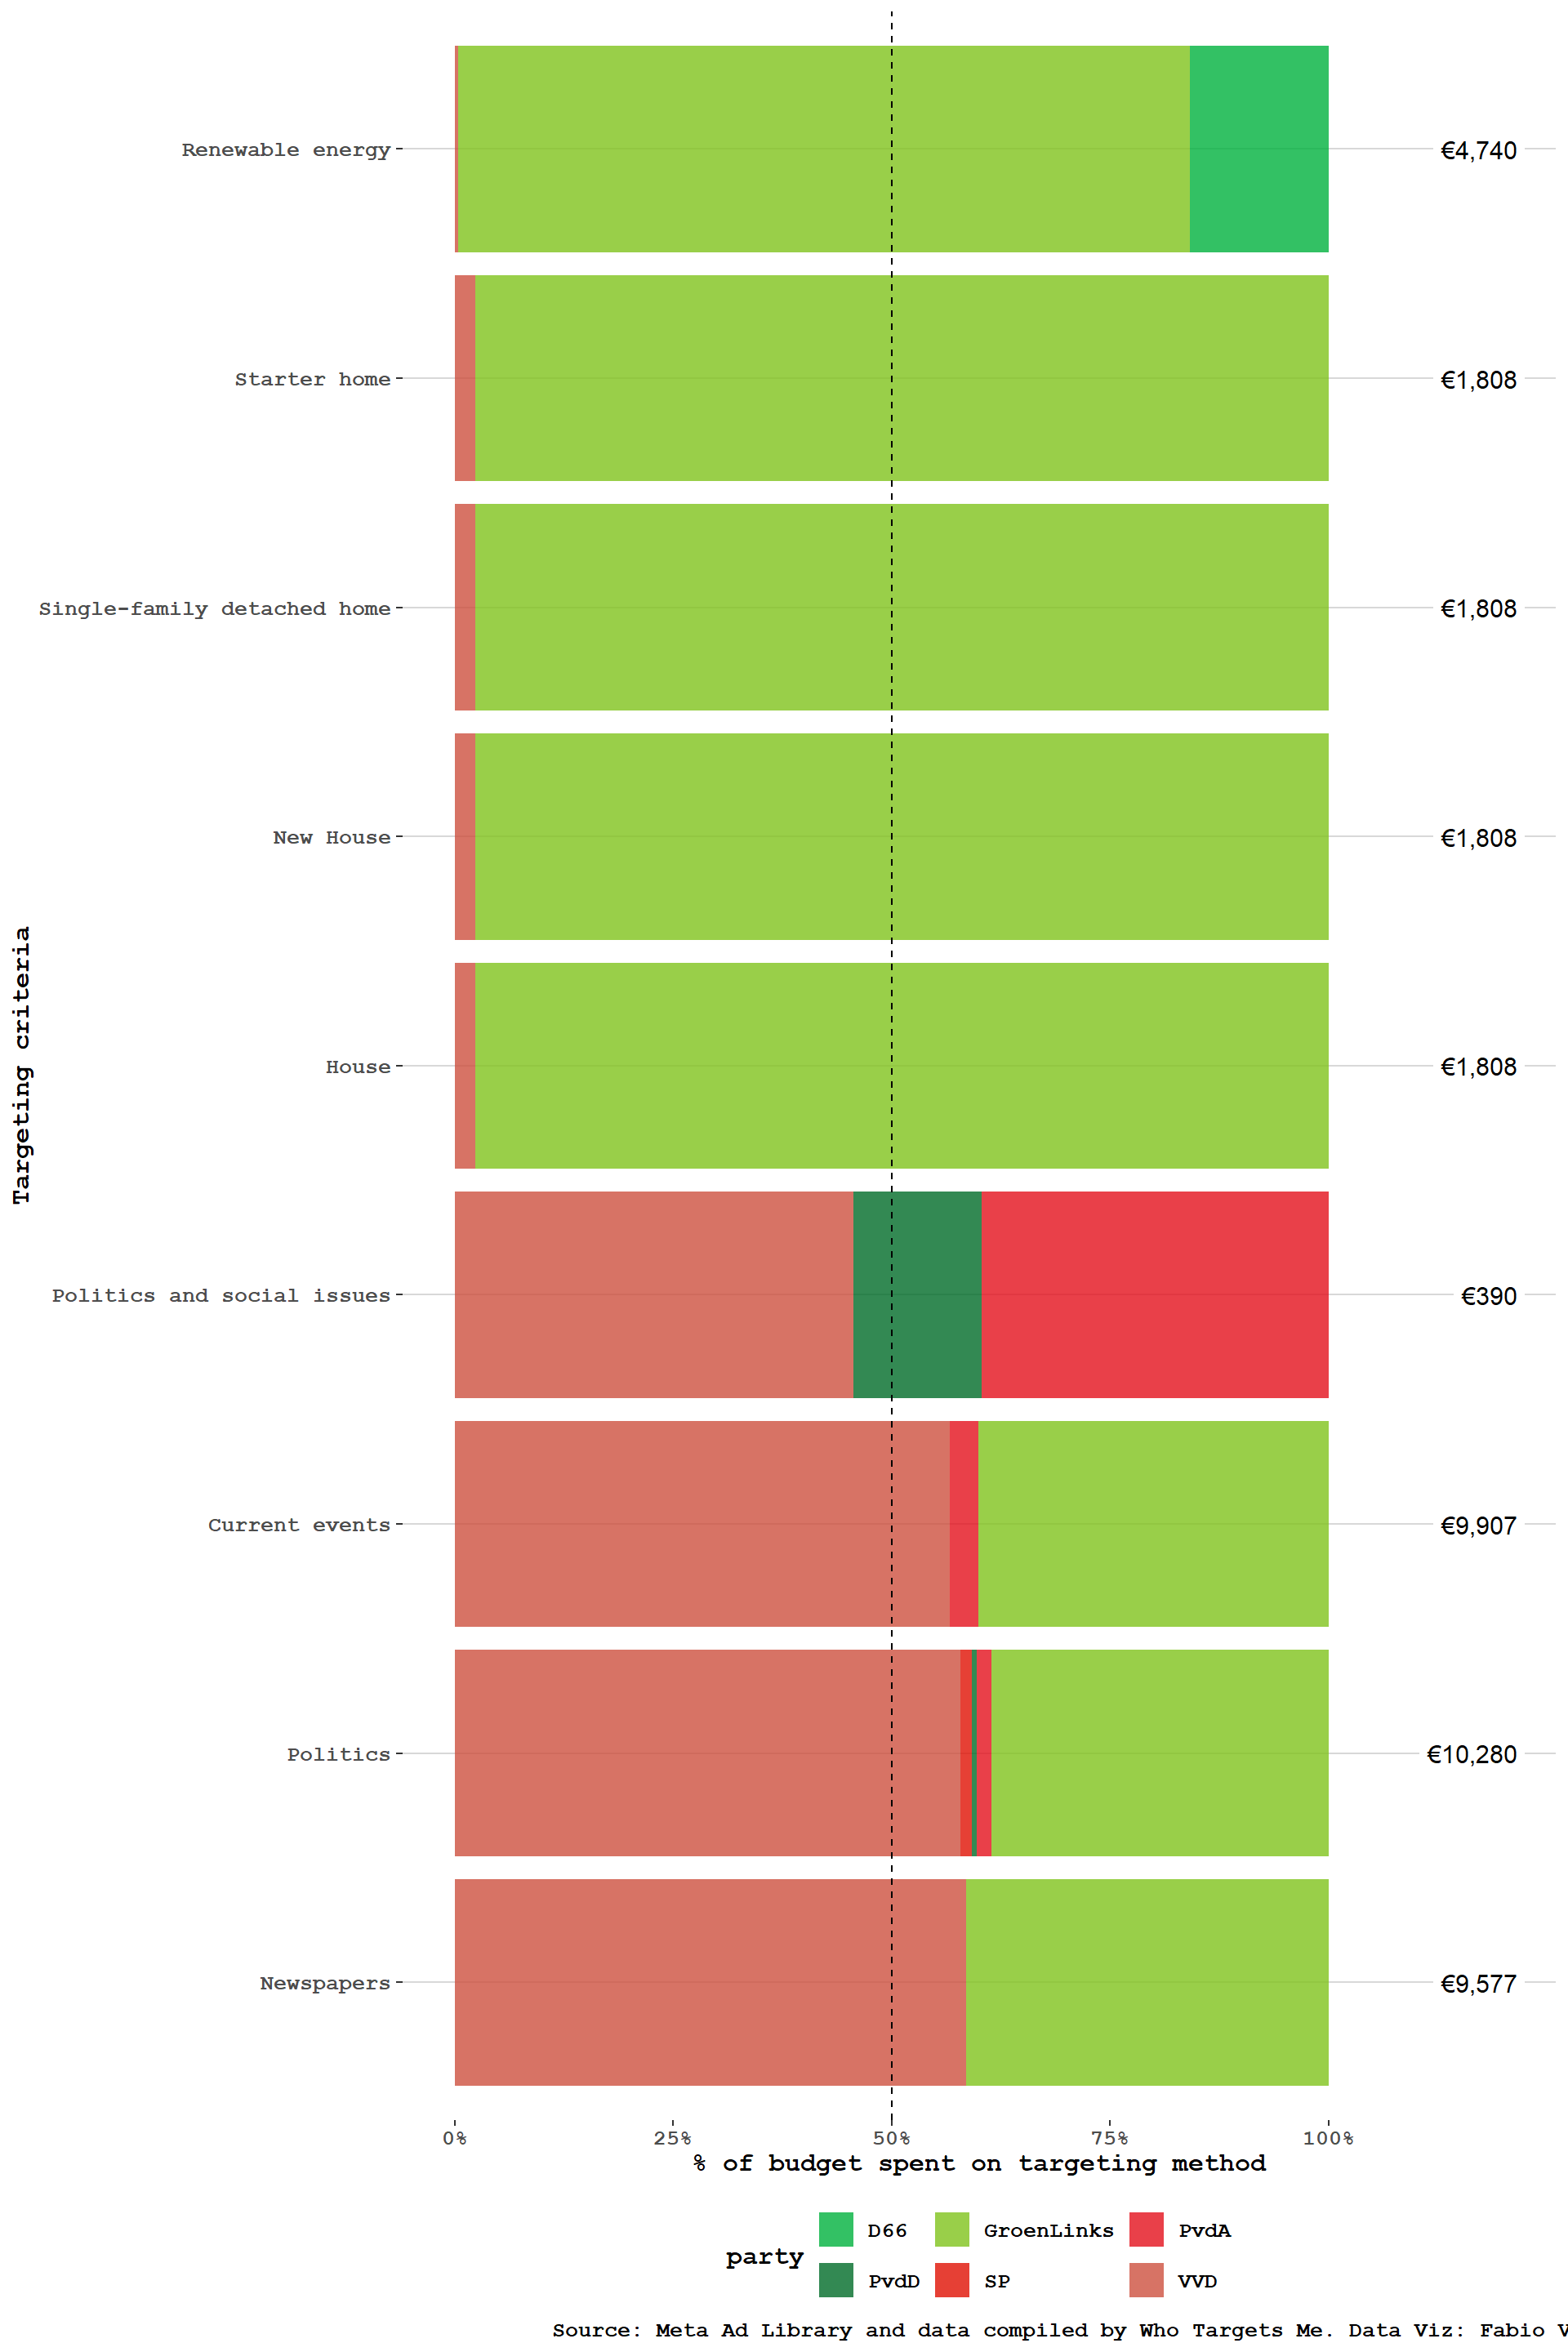 Renewable energy €4,740
Starter home €1,808
Single-family detached home €1,808
New House €1,808
House €1,808
Politics and social issues €390
Current events €9,907
Politics €10,280
Newspapers €9,577
Targeting criteria
0% 25% 50% 75% 100%
% of budget spent on targeting method
party
D66 GroenLinks PvdA
PvdD SP VVD
Source: Meta Ad Library and data compiled by Who Targets Me. Data Viz: Fabio